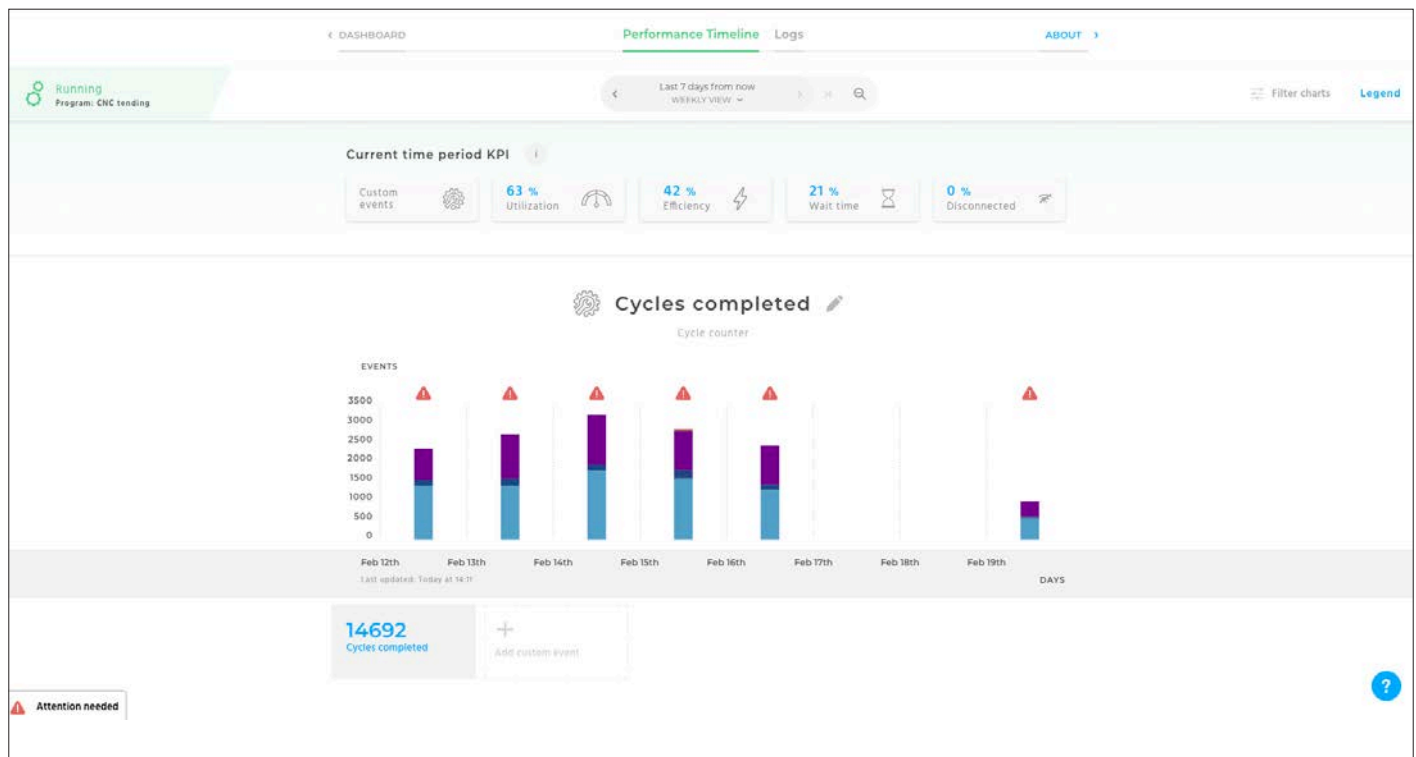 DASHBOARD
Performance Timeline
Logs
ABOUT
Running
Program: CNC tending
Last 7 days from now
WEEKLY VIEW
Filter charts
Legend
Current time period KPI
i
Custom
events
63 %
Utilization
42 %
Efficiency
21 %
Wait time
0 %
Disconnected
Cycles completed
Cycle counter
EVENTS
3500
3000
2500
2000
1500
1000
500
0
Feb 12th
Feb 13th
Feb 14th
Feb 15th
Feb 16th
Feb 17th
Feb 18th
Feb 19th
Last updated: Today at 14:11
DAYS
14692
Cycles completed
+
Add custom event
?
Attention needed